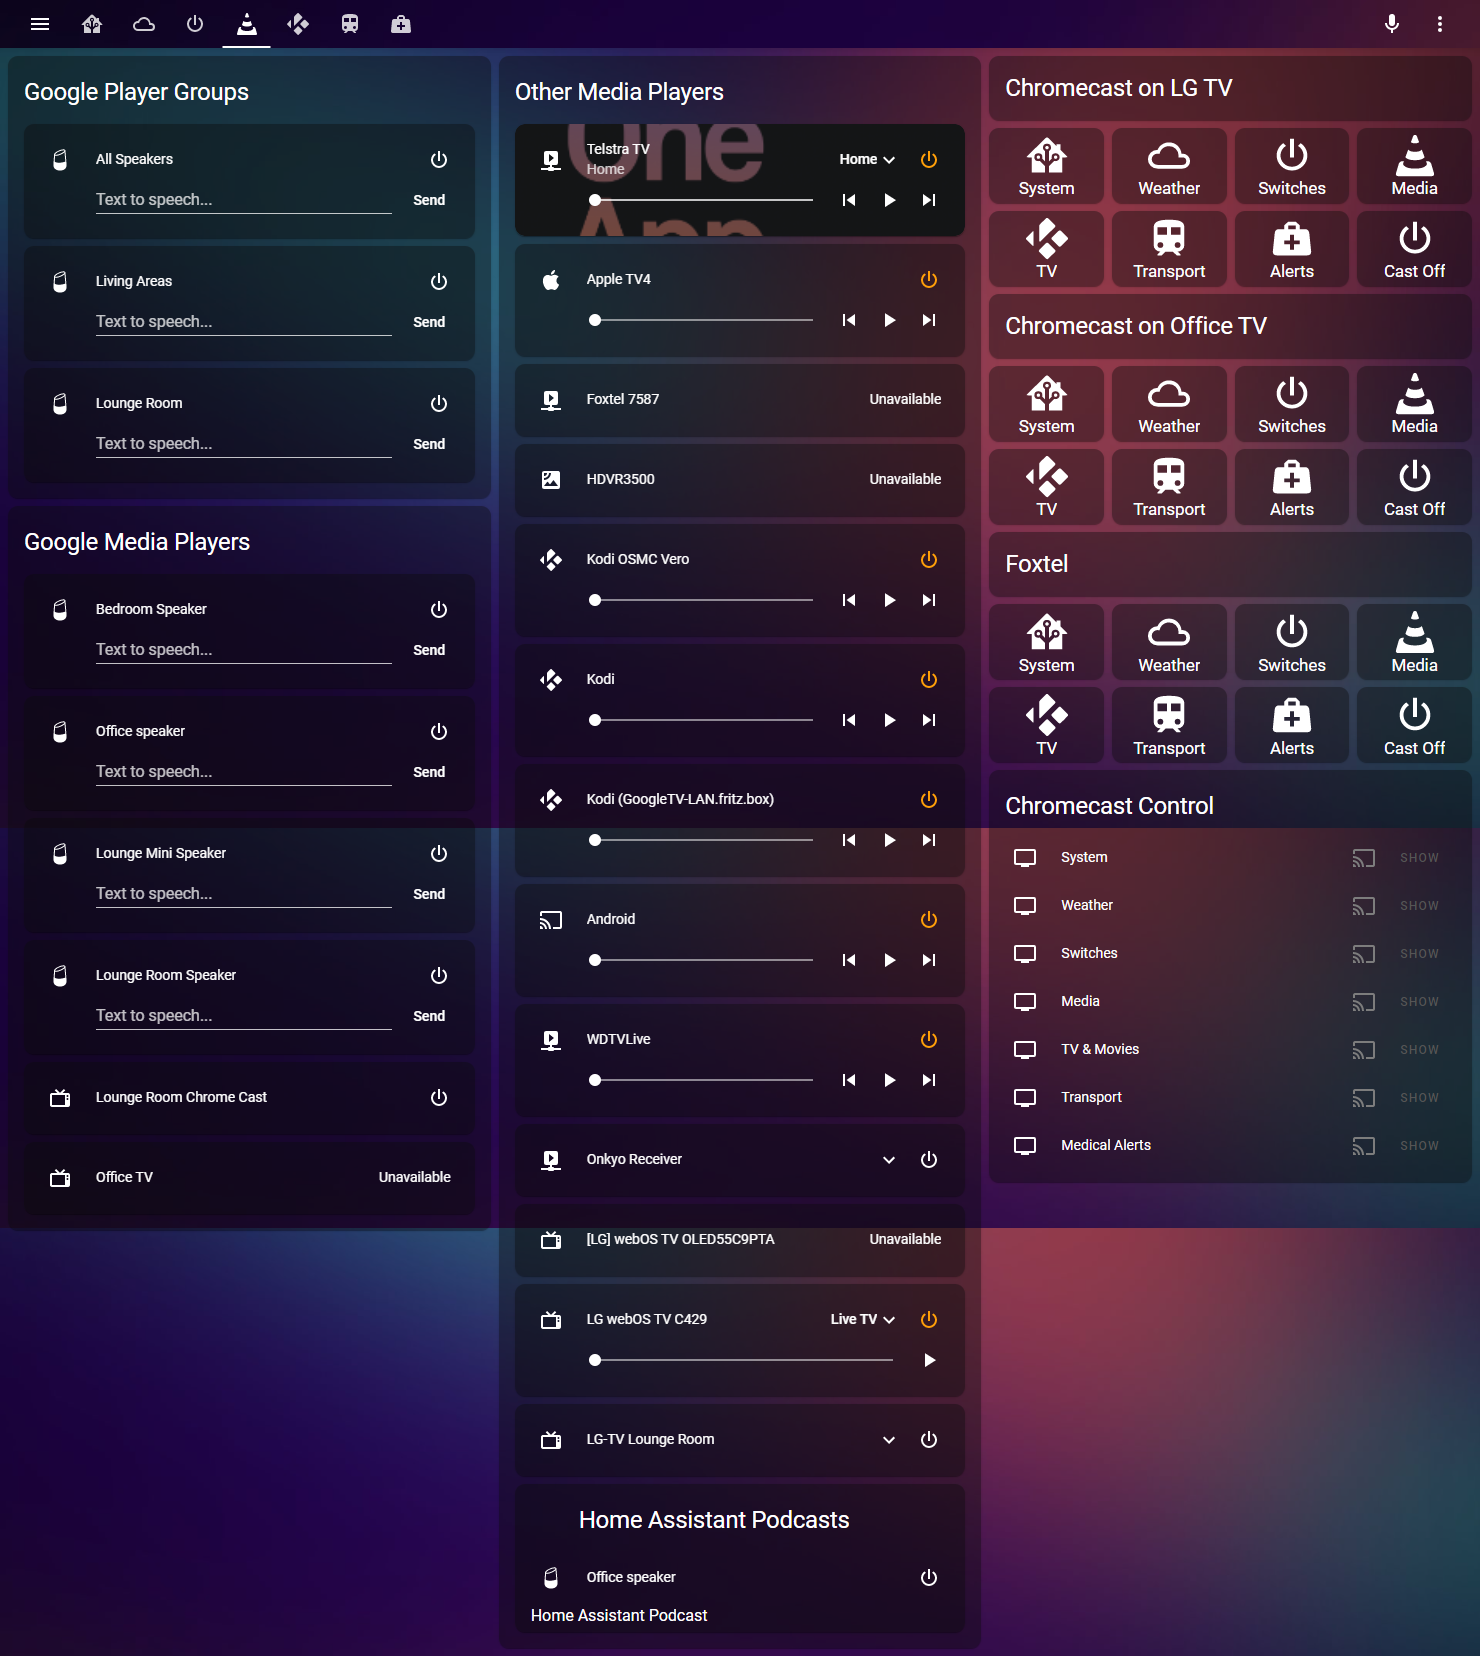 Google Player Groups
All Speakers
Text to speech...
Send
Living Areas
Text to speech...
Send
Lounge Room
Text to speech...
Send
Google Media Players
Bedroom Speaker
Text to speech...
Send
Office speaker
Text to speech...
Send
Lounge Mini Speaker
Text to speech...
Send
Lounge Room Speaker
Text to speech...
Send
Lounge Room Chrome Cast
Office TV
Unavailable
Other Media Players
One
App
Telstra TV
Home
Home
Apple TV4
Foxtel 7587
Unavailable
HDVR3500
Unavailable
Kodi OSMC Vero
Kodi
Kodi (GoogleTV-LAN.fritz.box)
Android
WDTVLive
Onkyo Receiver
[LG] webOS TV OLED55C9PTA
Unavailable
LG webOS TV C429
Live TV
LG-TV Lounge Room
Home Assistant Podcasts
Office speaker
Home Assistant Podcast
Chromecast on LG TV
System
Weather
Switches
Media
TV
Transport
Alerts
Cast Off
Chromecast on Office TV
System
Weather
Switches
Media
TV
Transport
Alerts
Cast Off
Foxtel
System
Weather
Switches
Media
TV
Transport
Alerts
Cast Off
Chromecast Control
System
SHOW
Weather
SHOW
Switches
SHOW
Media
SHOW
TV & Movies
SHOW
Transport
SHOW
Medical Alerts
SHOW